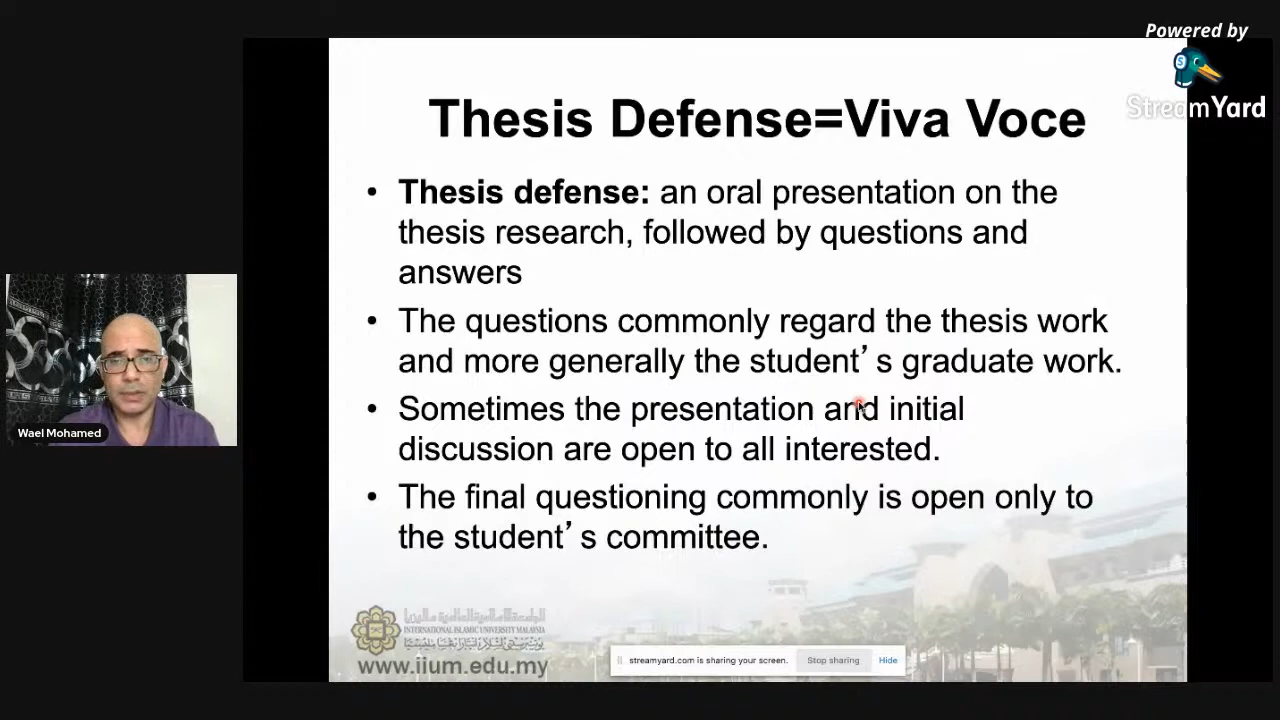 Powered by
StreamYard
Thesis Defense=Viva Voce
• Thesis defense: an oral presentation on the
thesis research, followed by questions and
answers
• The questions commonly regard the thesis work
and more generally the student’s graduate work.
• Sometimes the presentation and initial
discussion are open to all interested.
• The final questioning commonly is open only to
the student’s committee.
Wael Mohamed
الجامعة الإسلامية العالمية ماليزيا
INTERNATIONAL ISLAMIC UNIVERSITY MALAYSIA
www.iium.edu.my
streamyard.com is sharing your screen.
Stop sharing
Hide